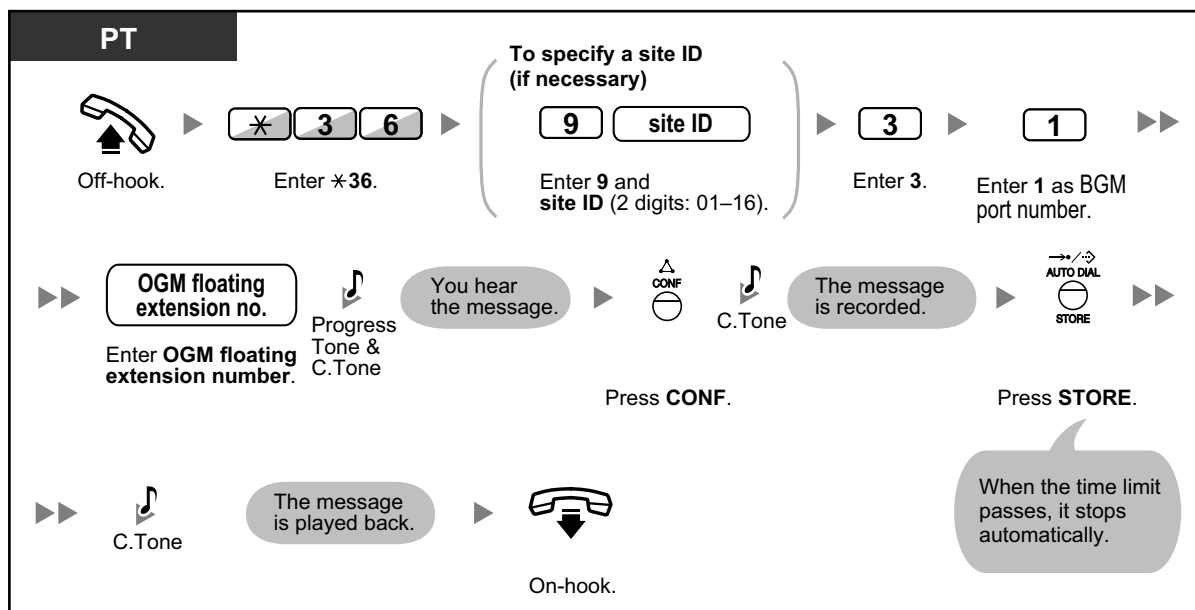 PT
To specify a site ID
(if necessary)
* 3 6
9 site ID
3
1
Off-hook.
Enter *36.
Enter 9 and
site ID (2 digits: 01–16).
Enter 3.
Enter 1 as BGM
port number.
OGM floating
extension no.
Enter OGM floating
extension number.
Progress
Tone &
C.Tone
You hear
the message.
CONF
Press CONF.
C.Tone
The message
is recorded.
AUTO DIAL
STORE
Press STORE.
When the time limit
passes, it stops
automatically.
C.Tone
The message
is played back.
On-hook.